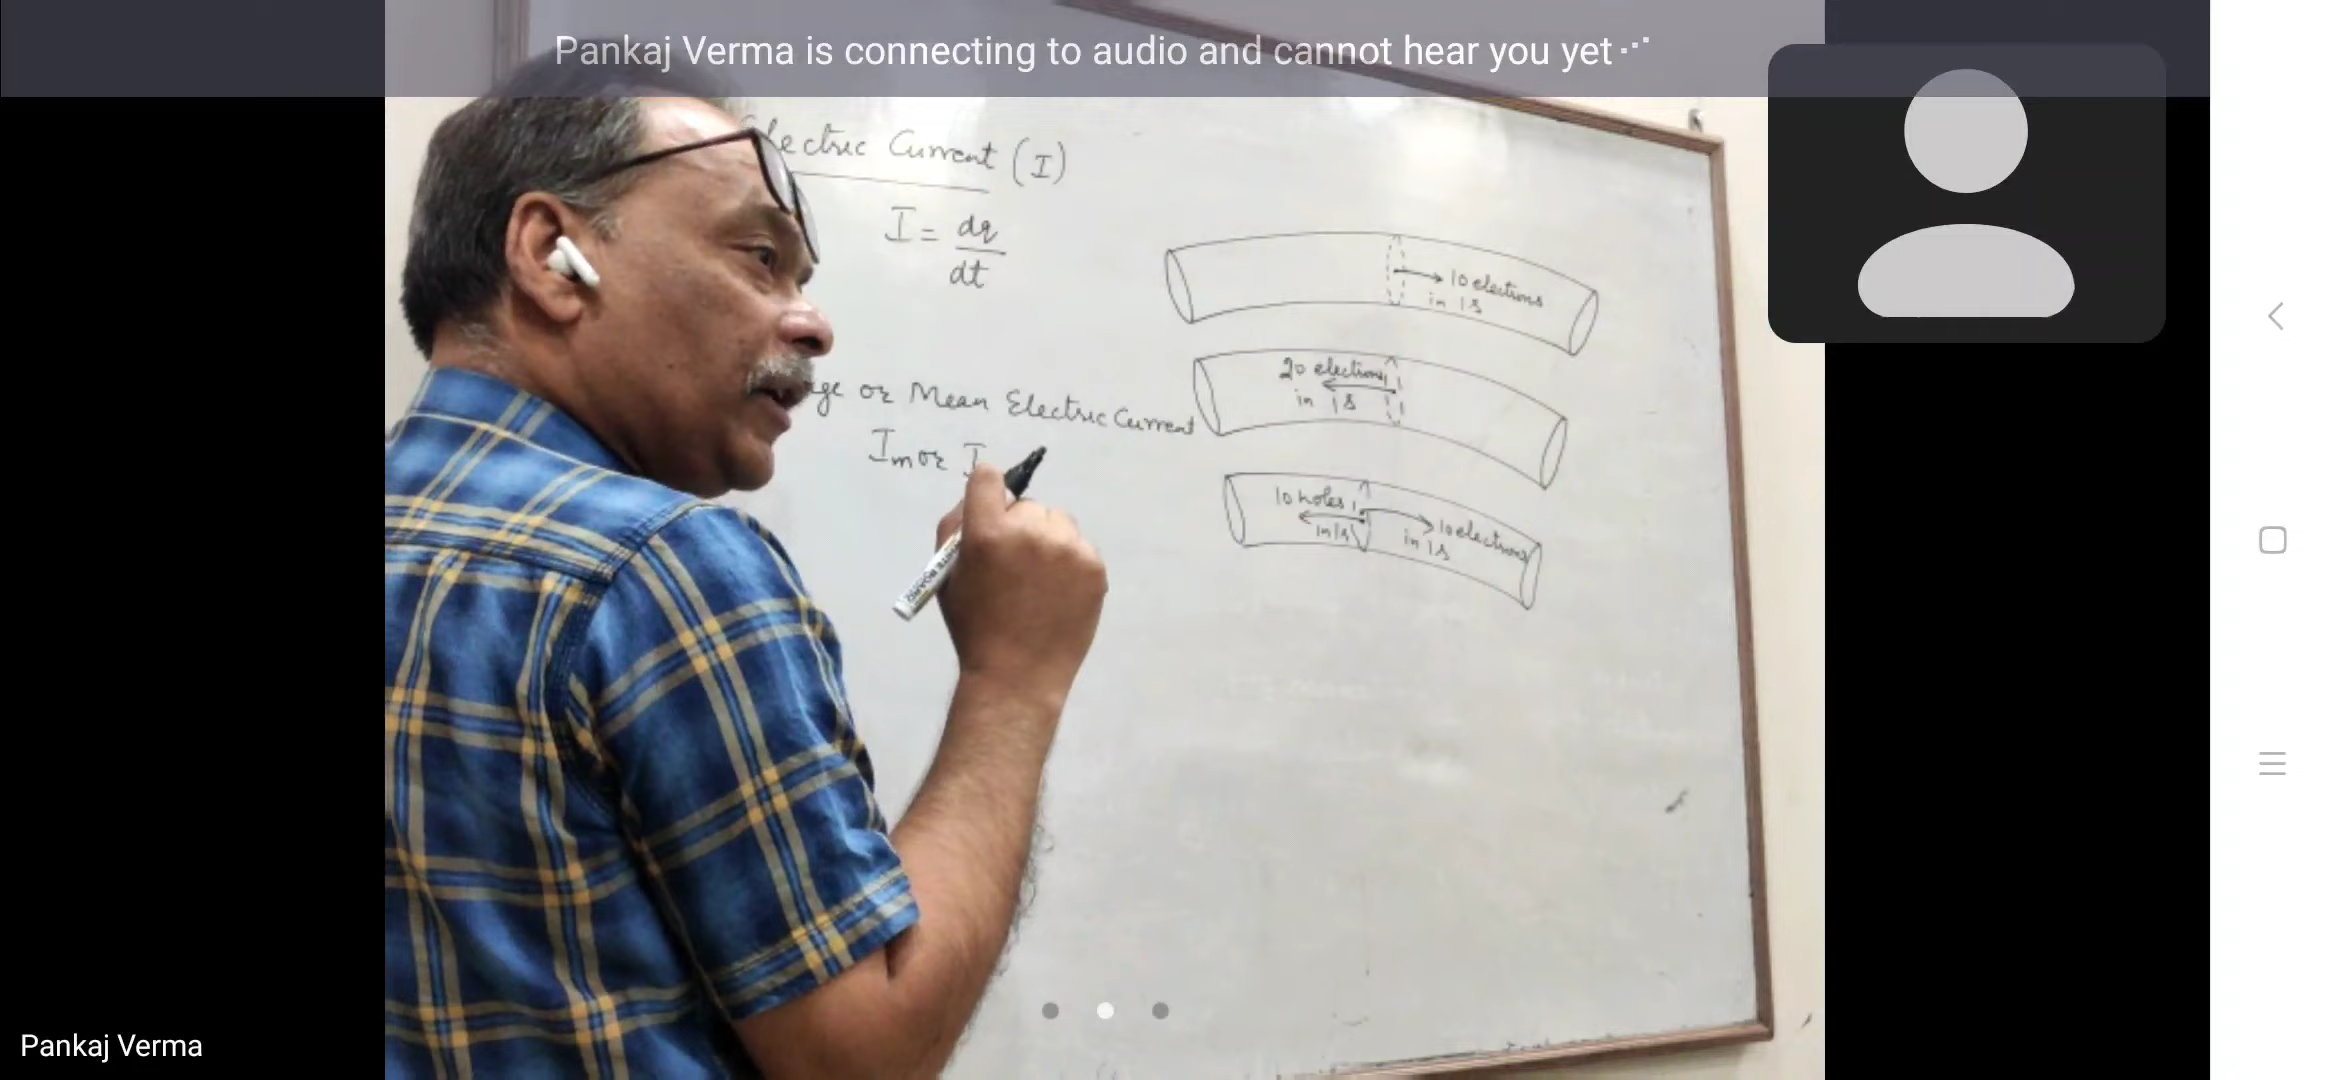 Pankaj Verma is connecting to audio and cannot hear you yet
lectric Current (I)
I = dq
dt
10 electrons
in 1s
20 electrons
in 1s
ge or Mean Electric Current
Im or I
10 holes
in 1s
10 electrons
in 1s
Pankaj Verma